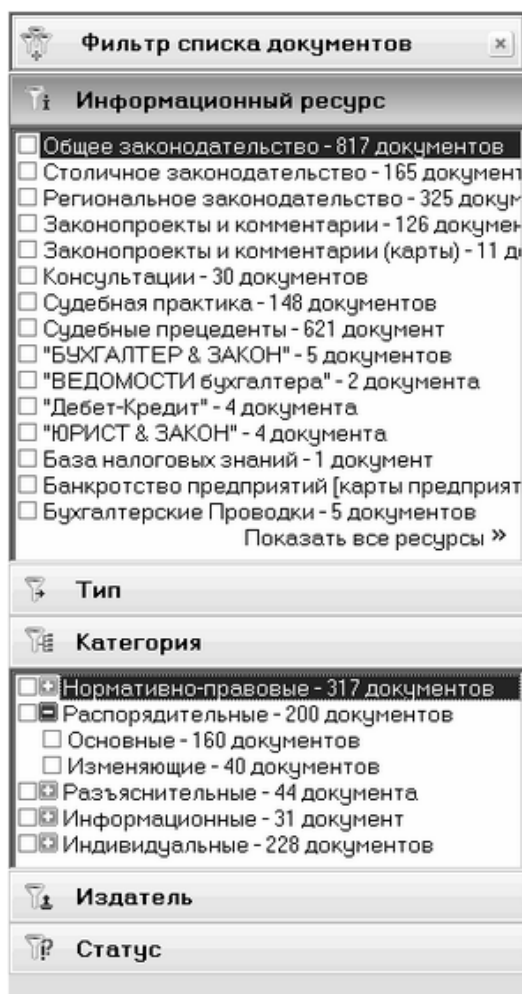 Фильтр списка документов
Информационный ресурс
Общее законодательство - 817 документов
Столичное законодательство - 165 документ
Региональное законодательство - 325 докум
Законопроекты и комментарии - 126 докумен
Законопроекты и комментарии (карты) - 11 д
Консультации - 30 документов
Судебная практика - 148 документов
Судебные прецеденты - 621 документ
"БУХГАЛТЕР & ЗАКОН" - 5 документов
"ВЕДОМОСТИ бухгалтера" - 2 документа
"Дебет-Кредит" - 4 документа
"ЮРИСТ & ЗАКОН" - 4 документа
База налоговых знаний - 1 документ
Банкротство предприятий [карты предприят
Бухгалтерские Проводки - 5 документов
Показать все ресурсы »
Тип
Категория
Нормативно-правовые - 317 документов
Распорядительные - 200 документов
Основные - 160 документов
Изменяющие - 40 документов
Разъяснительные - 44 документа
Информационные - 31 документ
Индивидуальные - 228 документов
Издатель
Статус